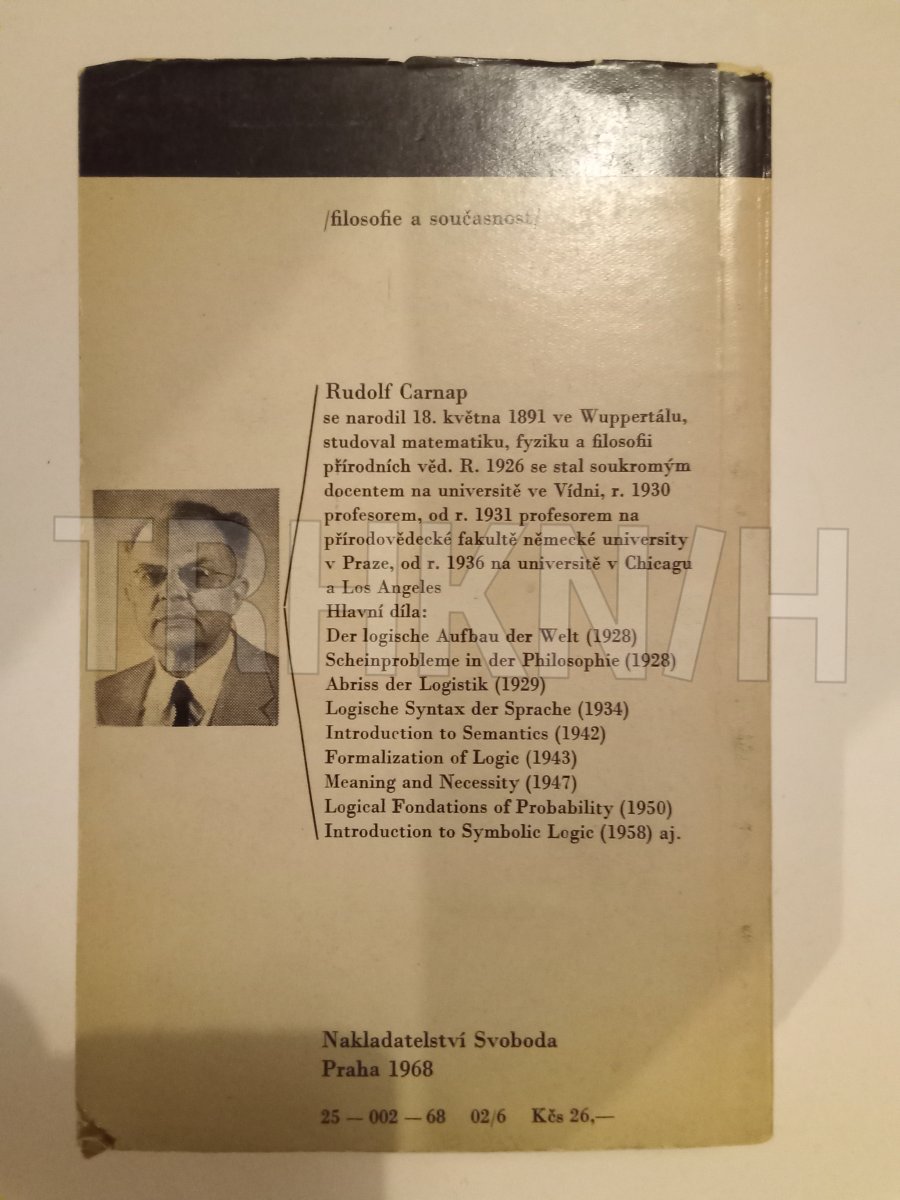 /filosofie a současnost/
Rudolf Carnap
se narodil 18. května 1891 ve Wuppertálu,
studoval matematiku, fyziku a filosofii
přírodních věd. R. 1926 se stal soukromým
docentem na universitě ve Vídni, r. 1930
profesorem, od r. 1931 profesorem na
přírodovědecké fakultě německé university
v Praze, od r. 1936 na universitě v Chicagu
a Los Angeles
Hlavní díla:
Der logische Aufbau der Welt (1928)
Scheinprobleme in der Philosophie (1928)
Abriss der Logistik (1929)
Logische Syntax der Sprache (1934)
Introduction to Semantics (1942)
Formalization of Logic (1943)
Meaning and Necessity (1947)
Logical Fondations of Probability (1950)
Introduction to Symbolic Logic (1958) aj.
TRHKNIH
Nakladatelství Svoboda
Praha 1968
25 — 002 — 68 02/6 Kčs 26,—